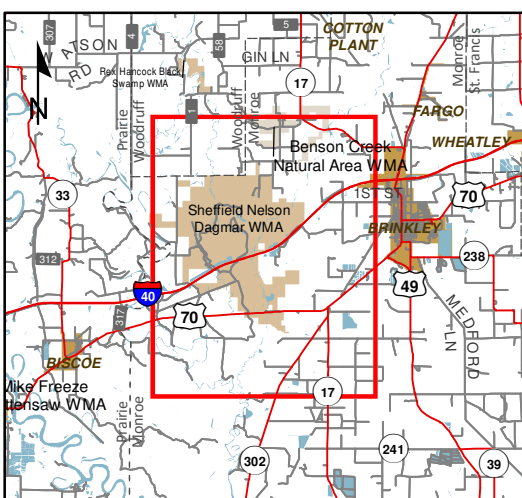 307
4
58
5
COTTON
PLANT
ATSON
RD
GIN LN
Rex Hancock Black
Swamp WMA
17
N
Prairie
Woodruff
Woodruff
Monroe
Monroe
St. Francis
FARGO
WHEATLEY
Benson Creek
Natural Area WMA
33
1ST ST
70
Sheffield Nelson
Dagmar WMA
BRINKLEY
312
238
40
49
317
70
MEDFORD
LN
BISCOE
Mike Freeze
ttensaw WMA
Prairie
Monroe
17
302
241
39